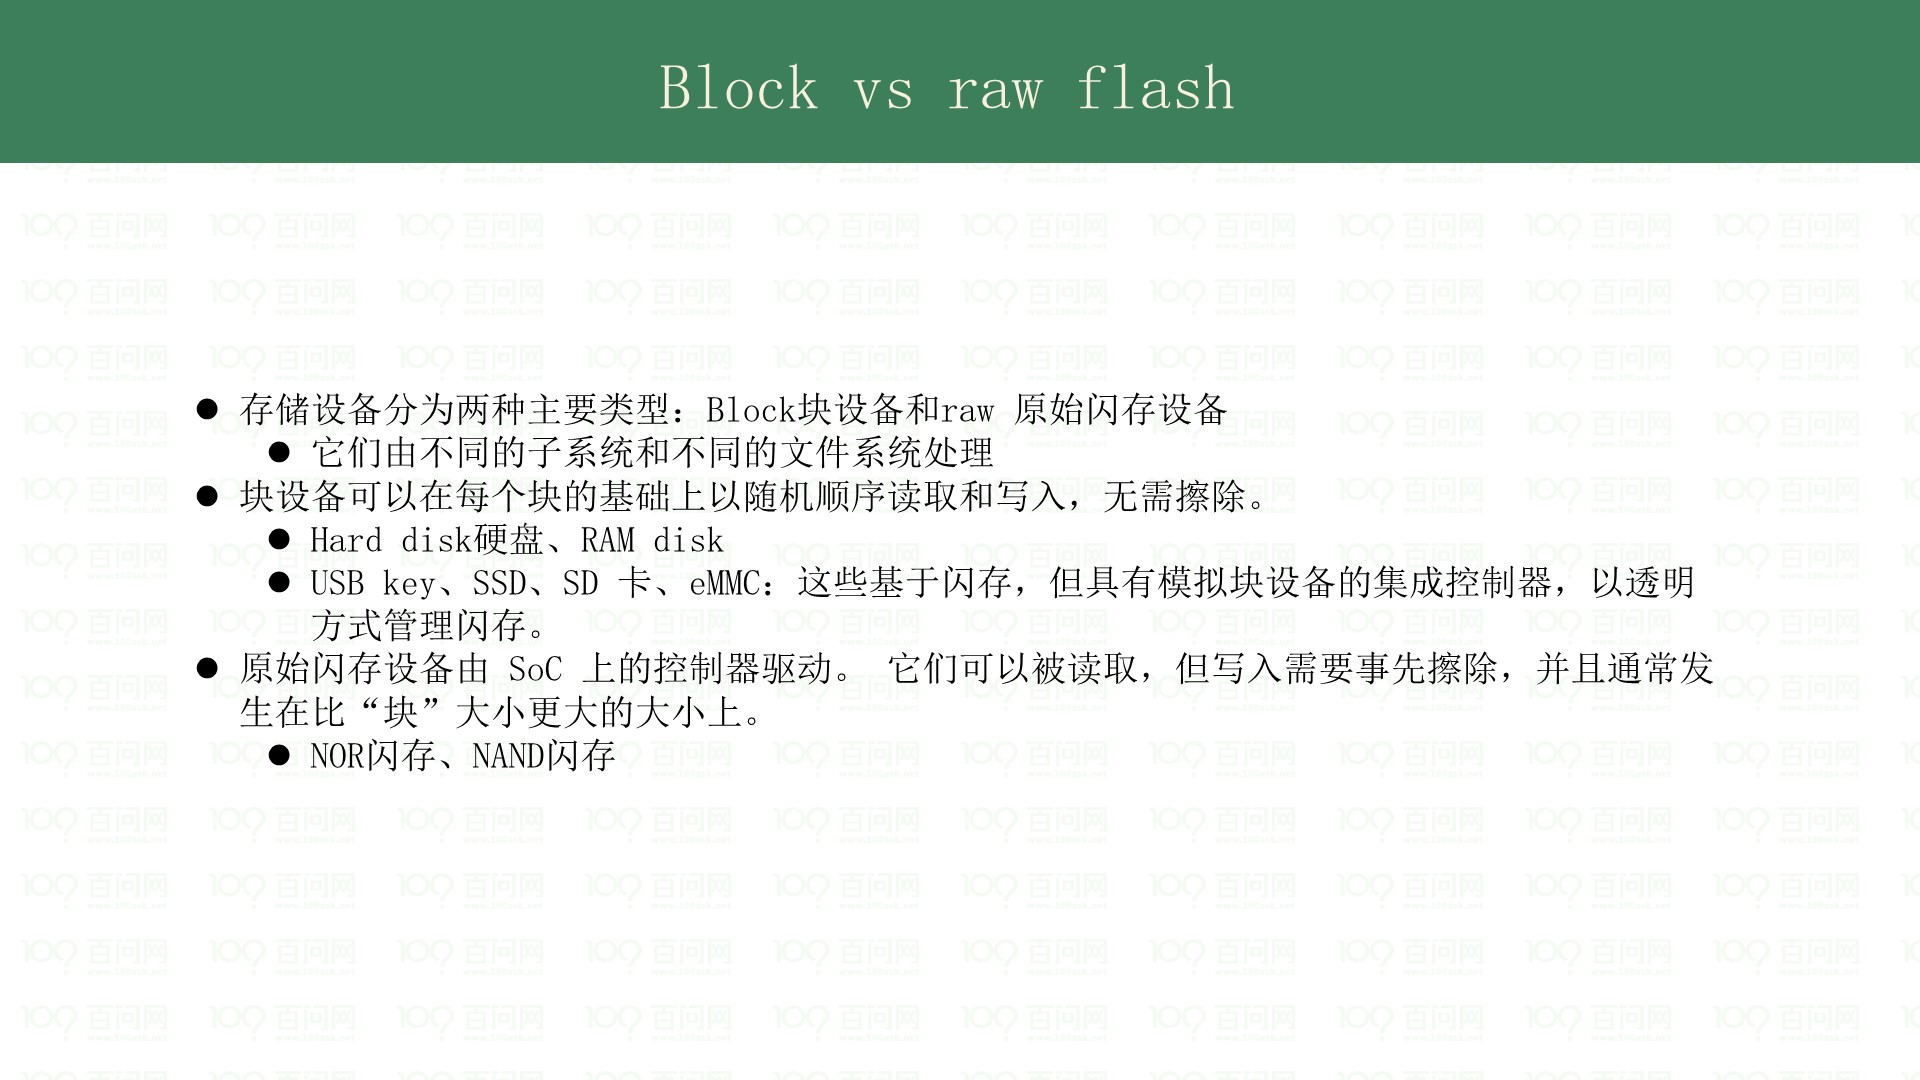 Block vs raw flash
● 存储设备分为两种主要类型：Block块设备和raw 原始闪存设备
● 它们由不同的子系统和不同的文件系统处理
● 块设备可以在每个块的基础上以随机顺序读取和写入，无需擦除。
● Hard disk硬盘、RAM disk
● USB key、SSD、SD 卡、eMMC：这些基于闪存，但具有模拟块设备的集成控制器，以透明
方式管理闪存。
● 原始闪存设备由 SoC 上的控制器驱动。 它们可以被读取，但写入需要事先擦除，并且通常发
生在比“块”大小更大的大小上。
● NOR闪存、NAND闪存